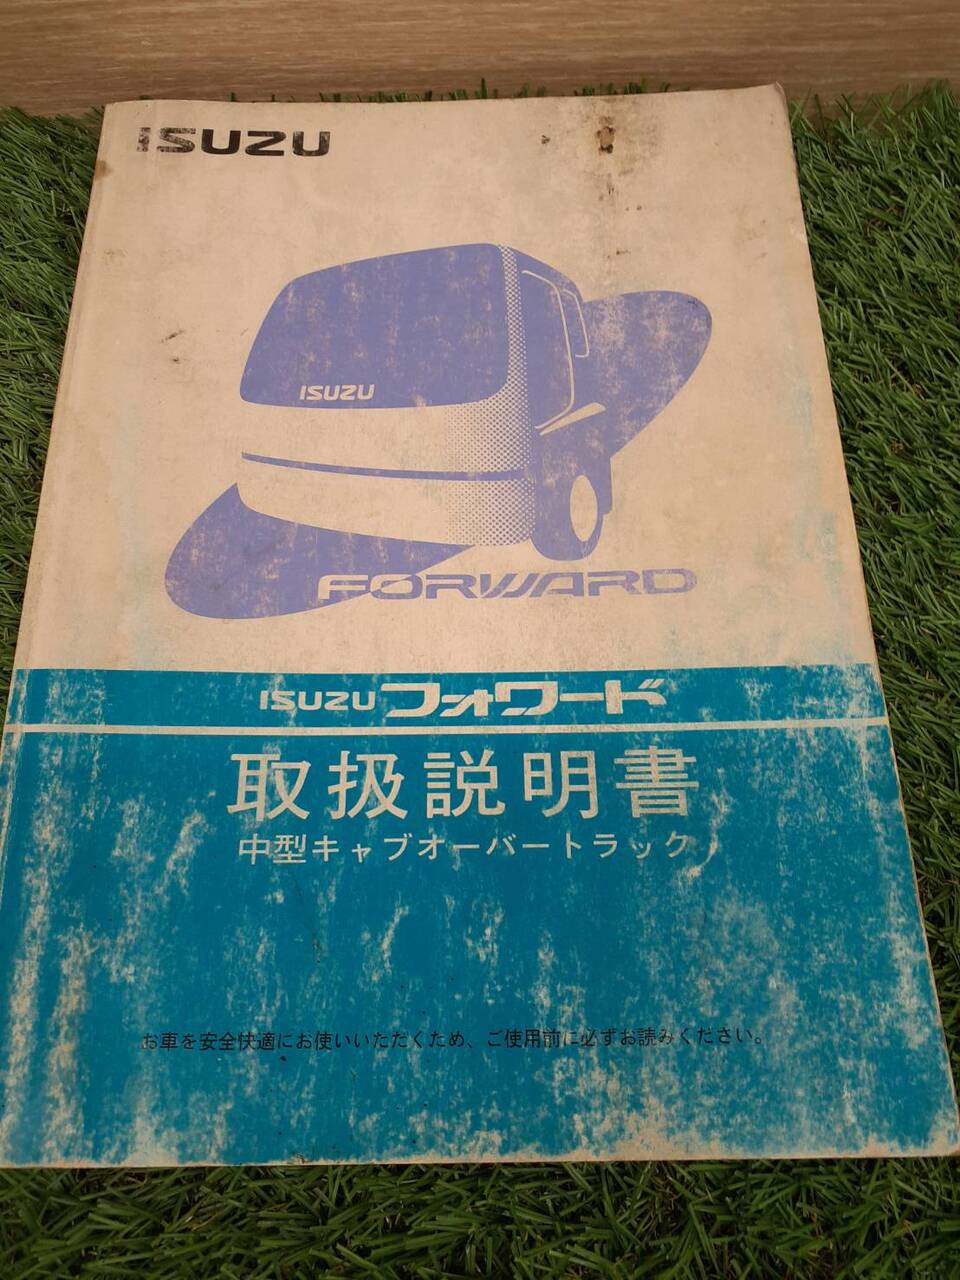 ISUZU
ISUZU
FORWARD
ISUZU フォワード
取扱説明書
中型キャブオーバートラック
お車を安全快適にお使いいただくため、ご使用前に必ずお読みください。